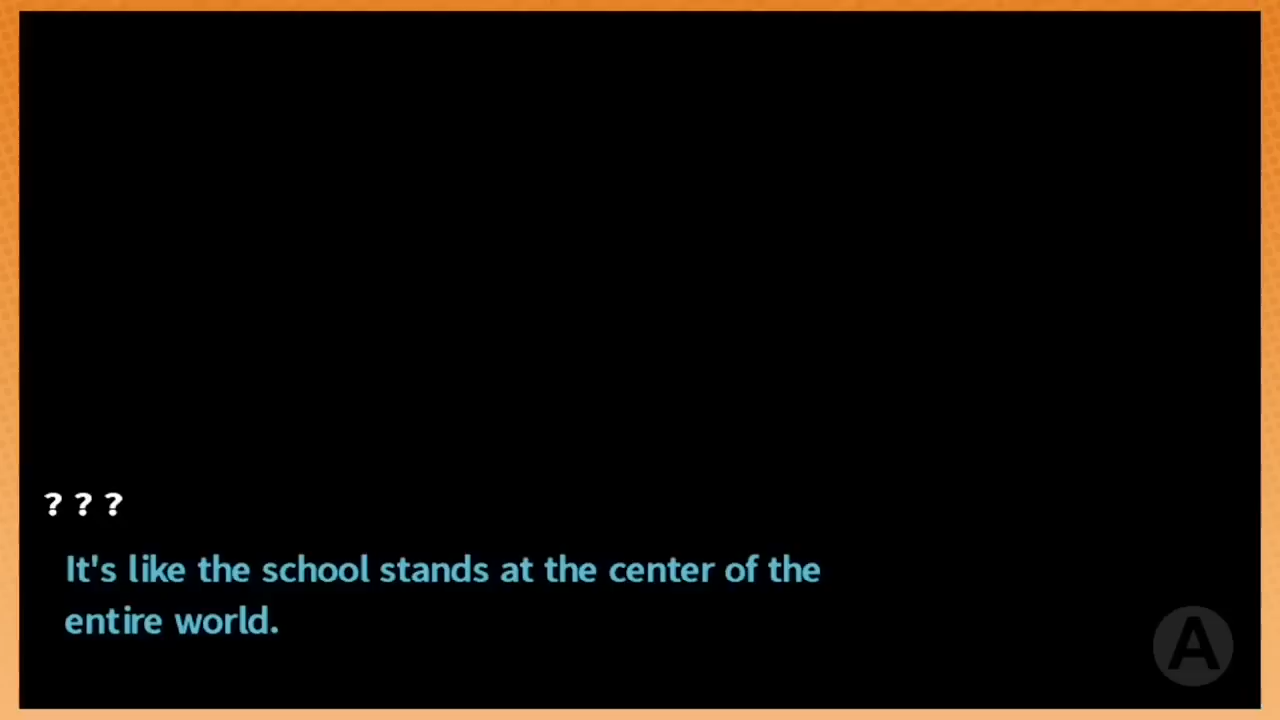 ? ? ?
It's like the school stands at the center of the
entire world.
A